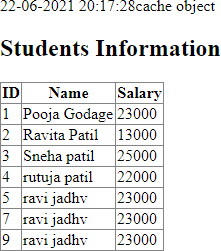 22-06-2021 20:17:28cache object
Students Information
ID Name Salary
1 Pooja Godage 23000
2 Ravita Patil 13000
3 Sneha patil 25000
4 rutuja patil 22000
5 ravi jadhv 23000
7 ravi jadhv 23000
9 ravi jadhv 23000